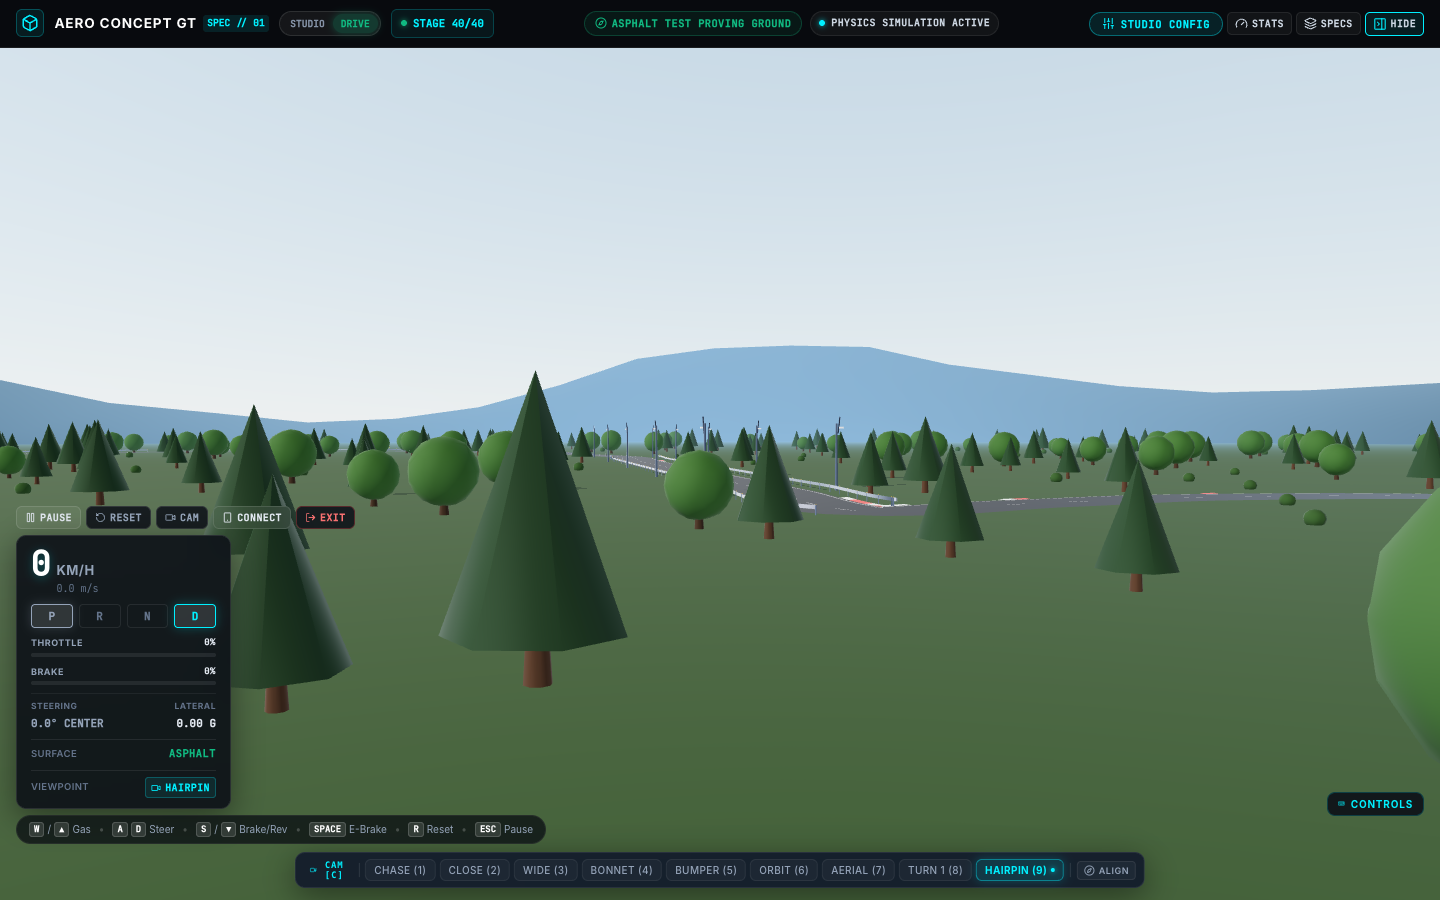 AERO CONCEPT GT SPEC // 01 STUDIO DRIVE STAGE 40/40 ASPHALT TEST PROVING GROUND PHYSICS SIMULATION ACTIVE STUDIO CONFIG STATS SPECS HIDE
PAUSE RESET CAM CONNECT EXIT
0 KM/H
0.0 m/s
P R N D
THROTTLE 0%
BRAKE 0%
STEERING LATERAL
0.0° CENTER 0.00 G
SURFACE ASPHALT
VIEWPOINT HAIRPIN
CONTROLS
W / ▲ Gas • A D Steer • S / ▼ Brake/Rev • SPACE E-Brake • R Reset • ESC Pause
CAM [C] CHASE (1) CLOSE (2) WIDE (3) BONNET (4) BUMPER (5) ORBIT (6) AERIAL (7) TURN 1 (8) HAIRPIN (9) ALIGN